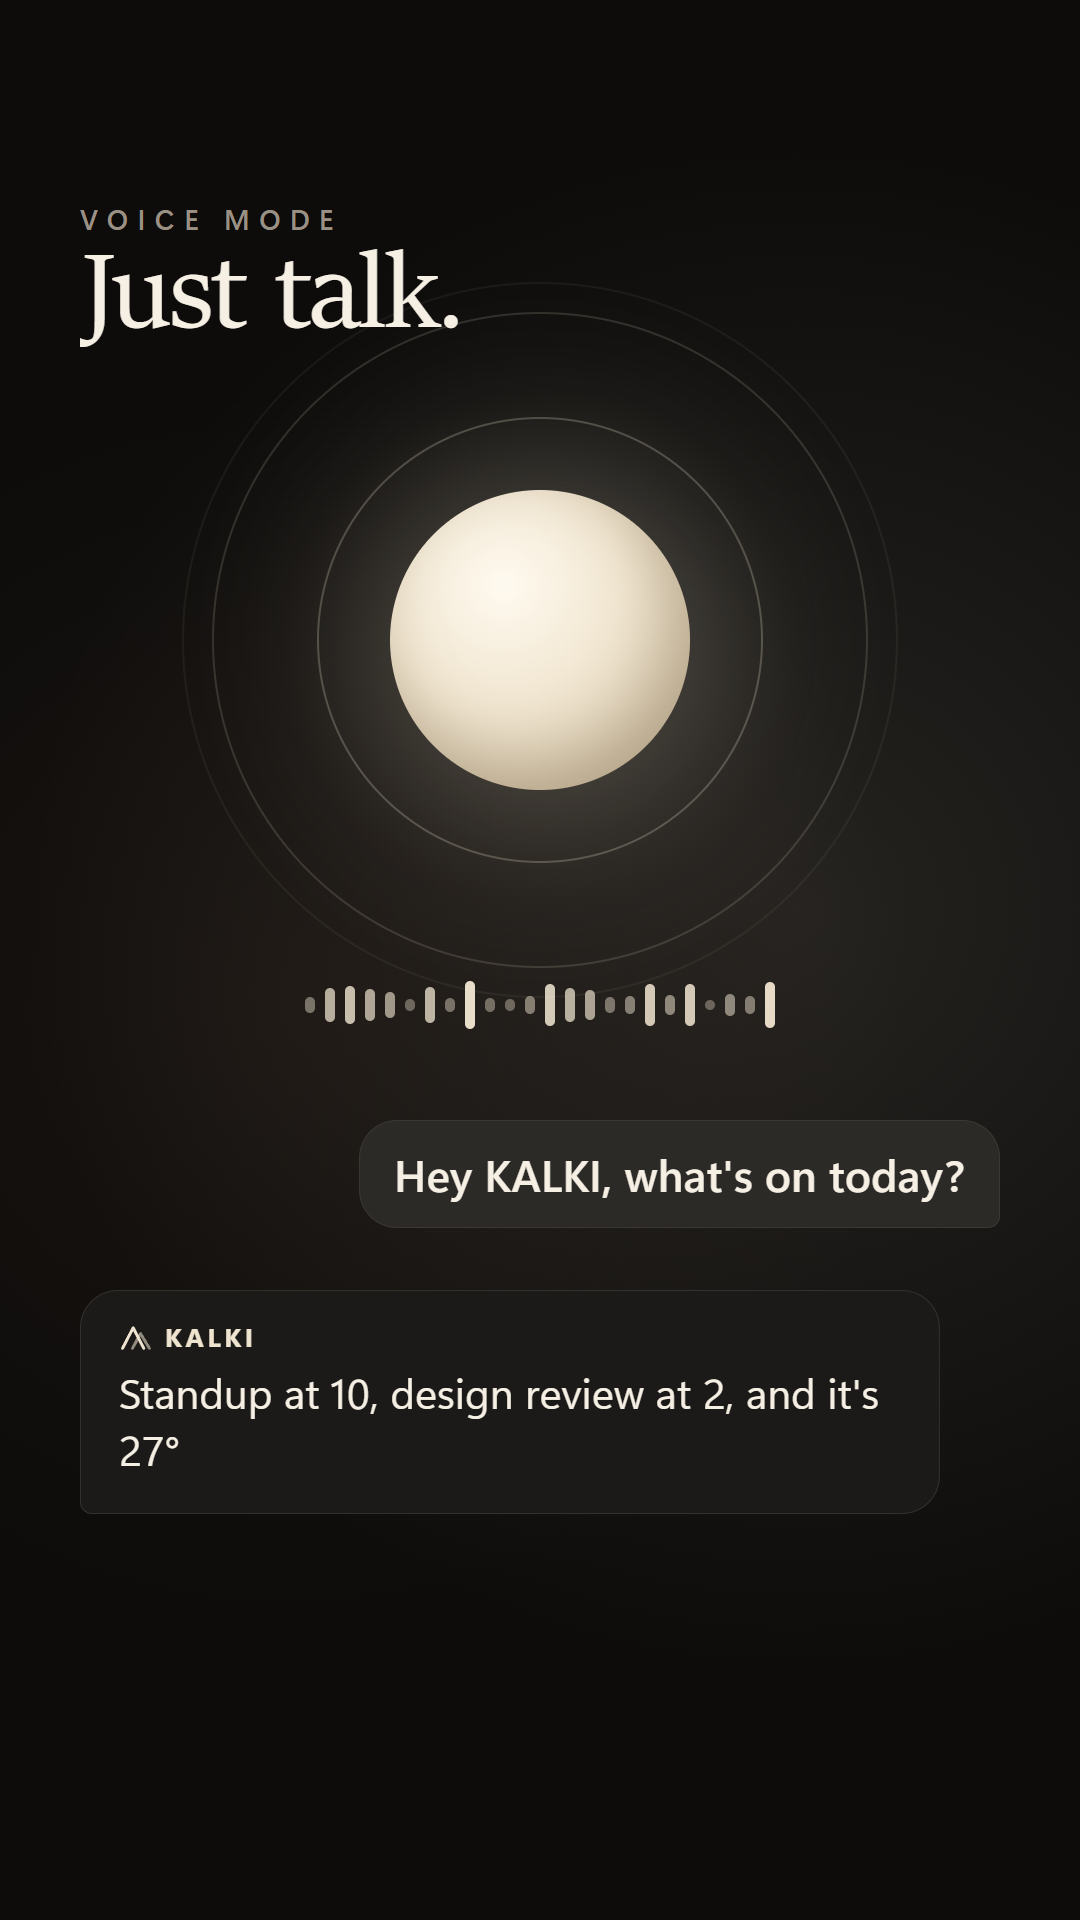 VOICE MODE
Just talk.
Hey KALKI, what's on today?
KALKI
Standup at 10, design review at 2, and it's
27°